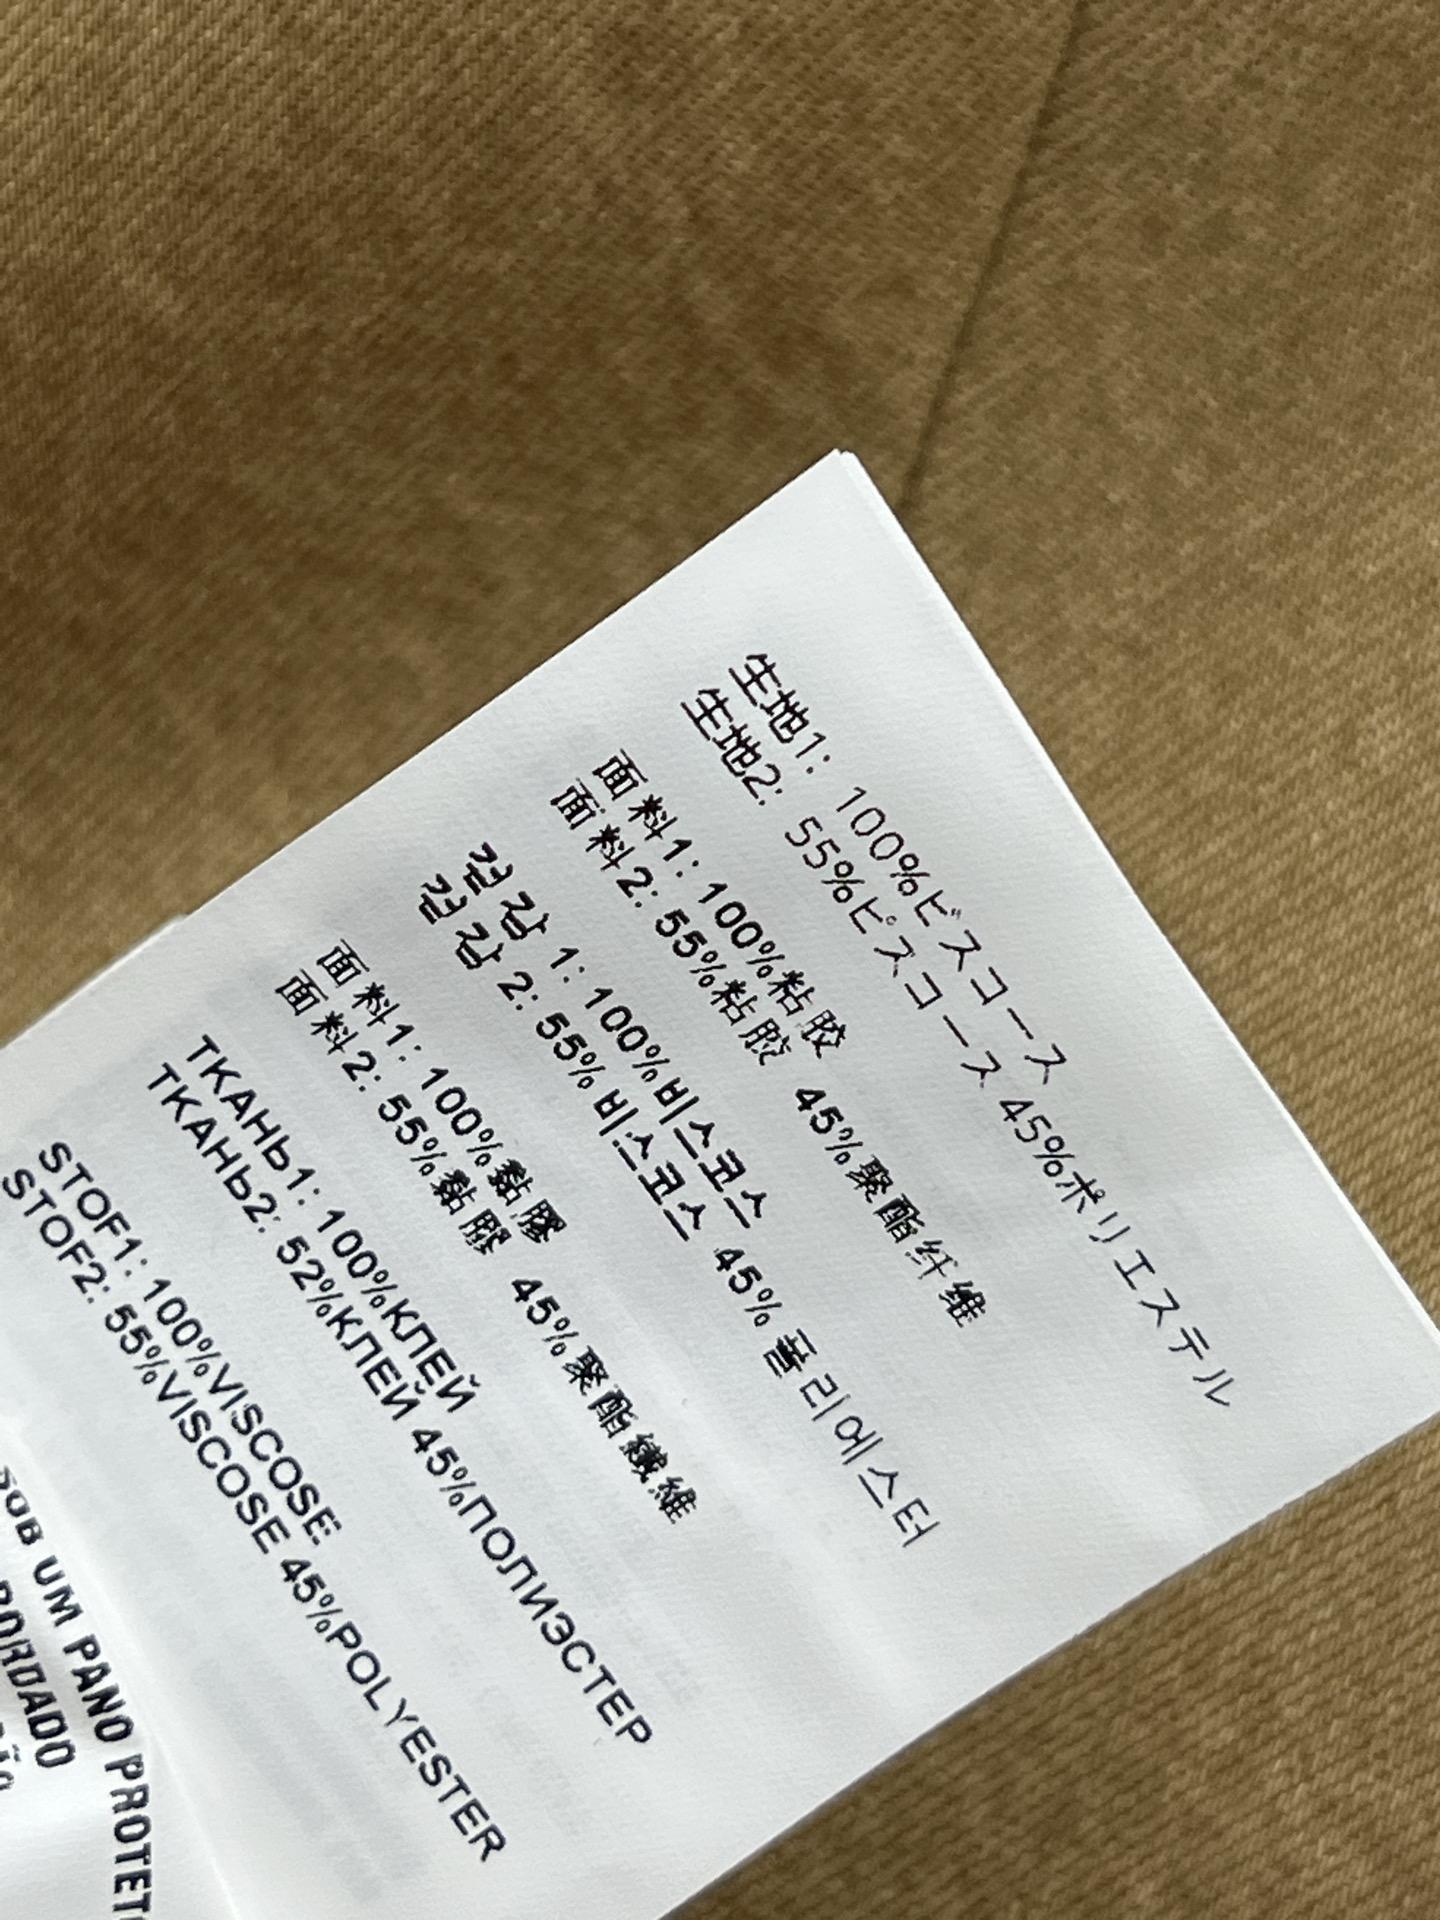 生地1: 100%ビスコース
生地2: 55%ビスコース 45%ポリエステル
面料1: 100%粘胶
面料2: 55%粘胶 45%聚酯纤维
겉감 1: 100%비스코스
겉감 2: 55%비스코스 45%폴리에스터
面料1: 100%黏膠
面料2: 55%黏膠 45%聚酯纖維
ТКАНЬ1: 100%КЛЕЙ
ТКАНЬ2: 52%КЛЕЙ 45%ПОЛИЭСТЕР
STOF1: 100%VISCOSE
STOF2: 55%VISCOSE 45%POLYESTER
SOB UM PANO